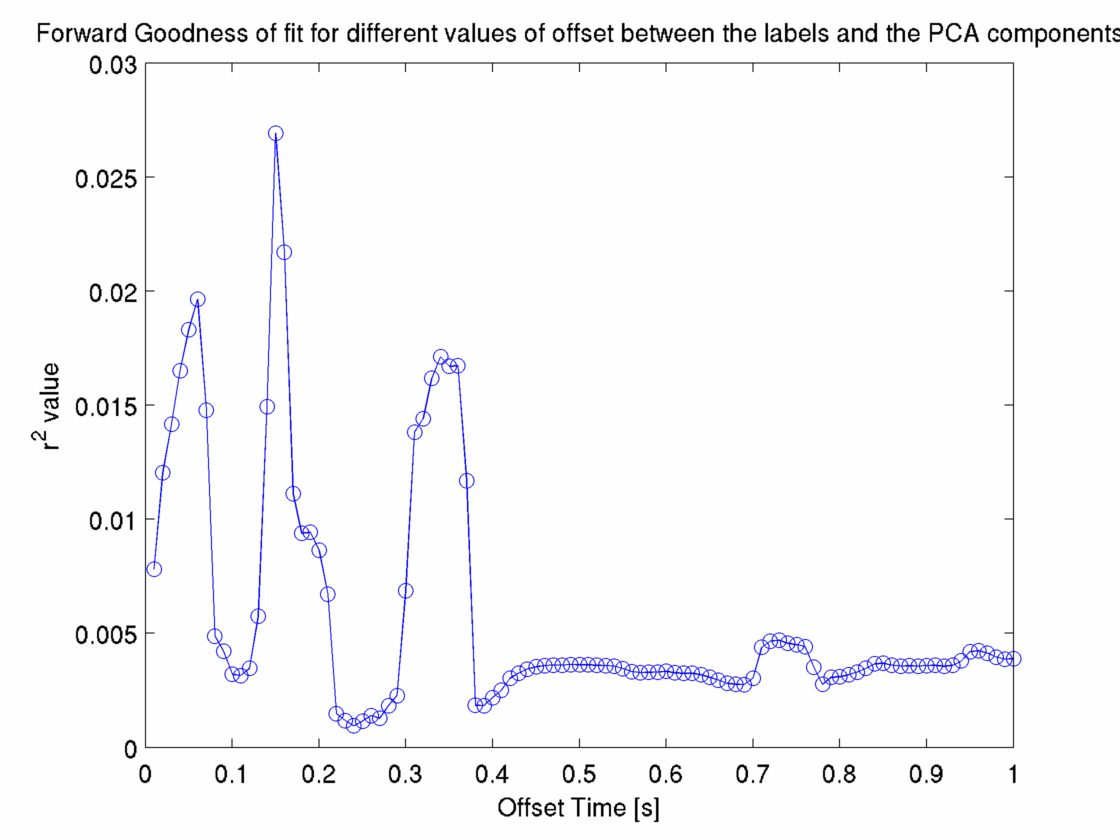 Forward Goodness of fit for different values of offset between the labels and the PCA components
0.03
0.025
0.02
0.015
0.01
0.005
0
r² value
0 0.1 0.2 0.3 0.4 0.5 0.6 0.7 0.8 0.9 1
Offset Time [s]